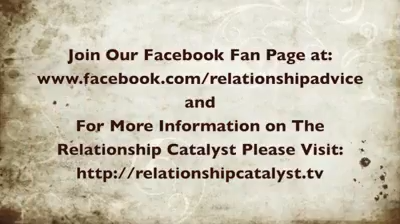 Join Our Facebook Fan Page at:
www.facebook.com/relationshipadvice
and
For More Information on The
Relationship Catalyst Please Visit:
http://relationshipcatalyst.tv